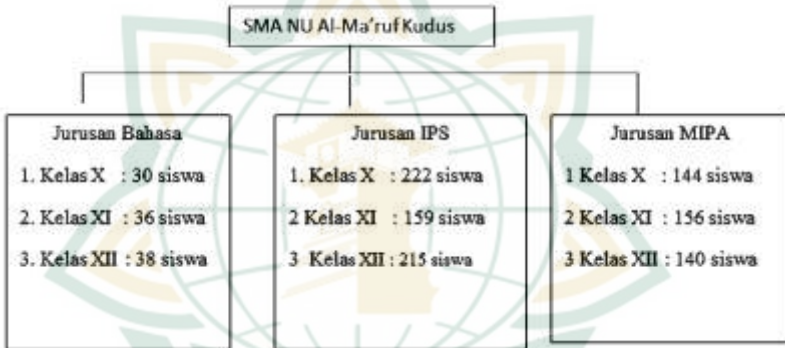 SMA NU Al-Ma'ruf Kudus
Jurusan Bahasa
1. Kelas X : 30 siswa
2. Kelas XI : 36 siswa
3. Kelas XII : 38 siswa
Jurusan IPS
1. Kelas X : 222 siswa
2 Kelas XI : 159 siswa
3 Kelas XII : 215 siswa
Jurusan MIPA
1 Kelas X : 144 siswa
2 Kelas XI : 156 siswa
3 Kelas XII : 140 siswa